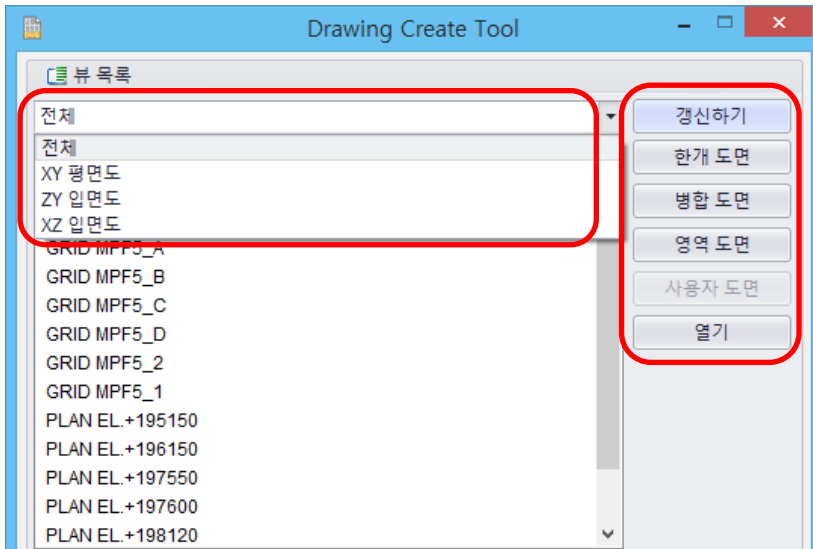 Drawing Create Tool
뷰 목록
전체
갱신하기
전체
XY 평면도
ZY 입면도
XZ 입면도
한개 도면
병합 도면
영역 도면
사용자 도면
열기
GRID MPF5_A
GRID MPF5_B
GRID MPF5_C
GRID MPF5_D
GRID MPF5_2
GRID MPF5_1
PLAN EL.+195150
PLAN EL.+196150
PLAN EL.+197550
PLAN EL.+197600
PLAN EL.+198120